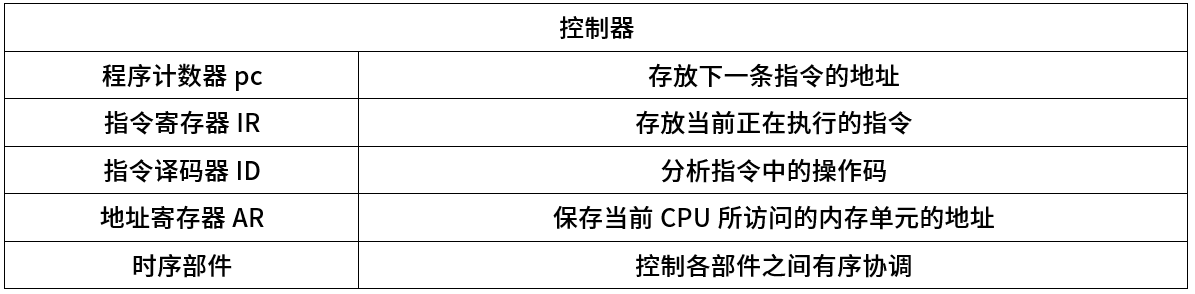 控制器
程序计数器 pc 存放下一条指令的地址
指令寄存器 IR 存放当前正在执行的指令
指令译码器 ID 分析指令中的操作码
地址寄存器 AR 保存当前 CPU 所访问的内存单元的地址
时序部件 控制各部件之间有序协调